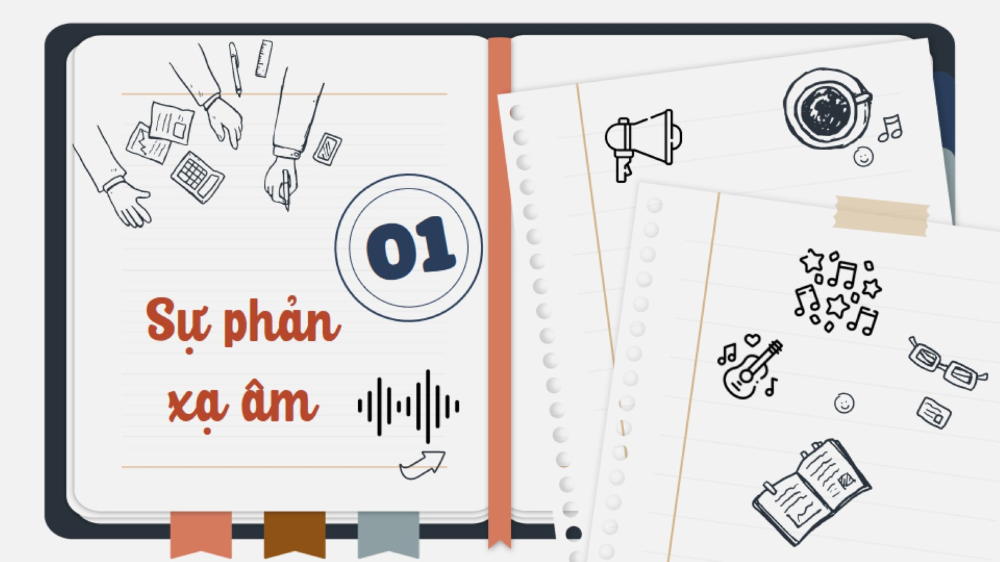 01
Sự phản
xạ âm